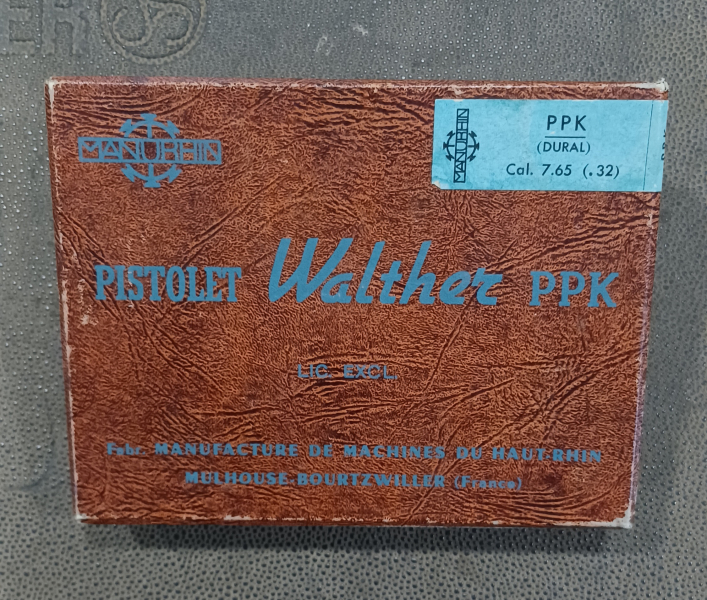 ER
MANURHIN
MANURHIN
PPK
(DURAL)
Cal. 7.65 (.32)
PISTOLET Walther PPK
LIC. EXCL.
Fabr. MANUFACTURE DE MACHINES DU HAUT-RHIN
MULHOUSE-BOURTZWILLER (France)